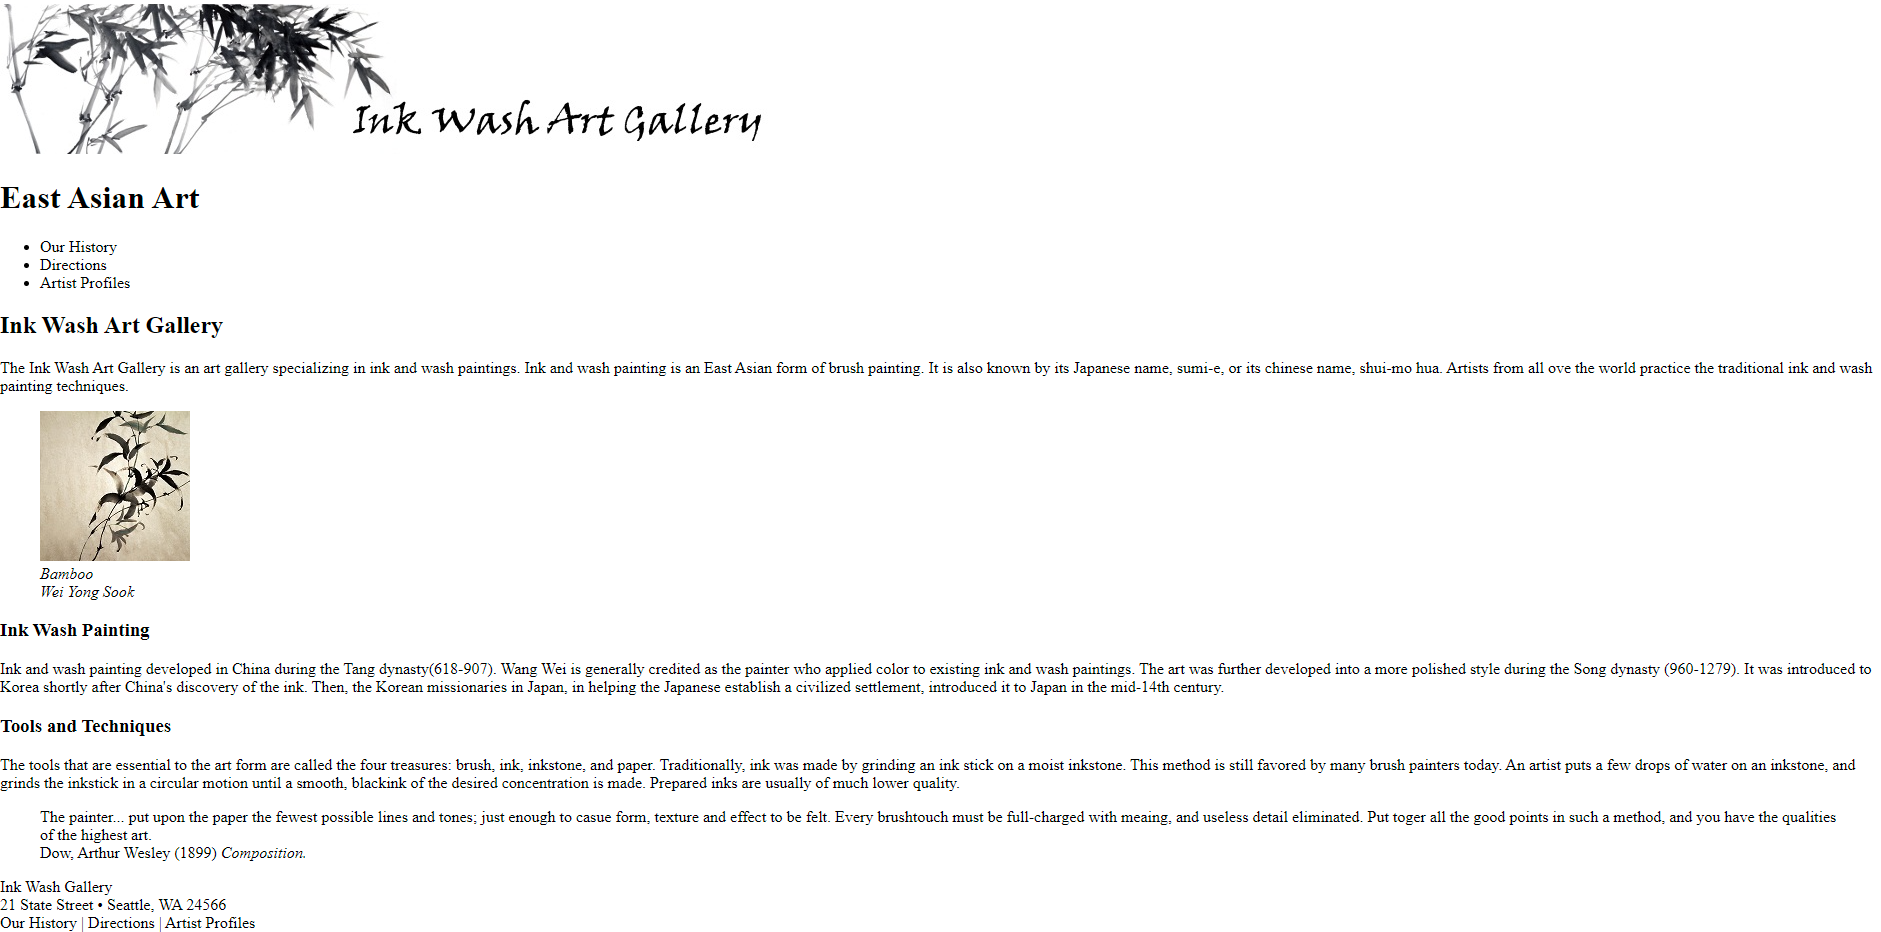 Ink Wash Art Gallery
East Asian Art
• Our History
• Directions
• Artist Profiles
Ink Wash Art Gallery
The Ink Wash Art Gallery is an art gallery specializing in ink and wash paintings. Ink and wash painting is an East Asian form of brush painting. It is also known by its Japanese name, sumi-e, or its chinese name, shui-mo hua. Artists from all ove the world practice the traditional ink and wash
painting techniques.
Bamboo
Wei Yong Sook
Ink Wash Painting
Ink and wash painting developed in China during the Tang dynasty(618-907). Wang Wei is generally credited as the painter who applied color to existing ink and wash paintings. The art was further developed into a more polished style during the Song dynasty (960-1279). It was introduced to
Korea shortly after China's discovery of the ink. Then, the Korean missionaries in Japan, in helping the Japanese establish a civilized settlement, introduced it to Japan in the mid-14th century.
Tools and Techniques
The tools that are essential to the art form are called the four treasures: brush, ink, inkstone, and paper. Traditionally, ink was made by grinding an ink stick on a moist inkstone. This method is still favored by many brush painters today. An artist puts a few drops of water on an inkstone, and
grinds the inkstick in a circular motion until a smooth, blackink of the desired concentration is made. Prepared inks are usually of much lower quality.
The painter... put upon the paper the fewest possible lines and tones; just enough to casue form, texture and effect to be felt. Every brushtouch must be full-charged with meaing, and useless detail eliminated. Put toger all the good points in such a method, and you have the qualities
of the highest art.
Dow, Arthur Wesley (1899) Composition.
Ink Wash Gallery
21 State Street • Seattle, WA 24566
Our History | Directions | Artist Profiles